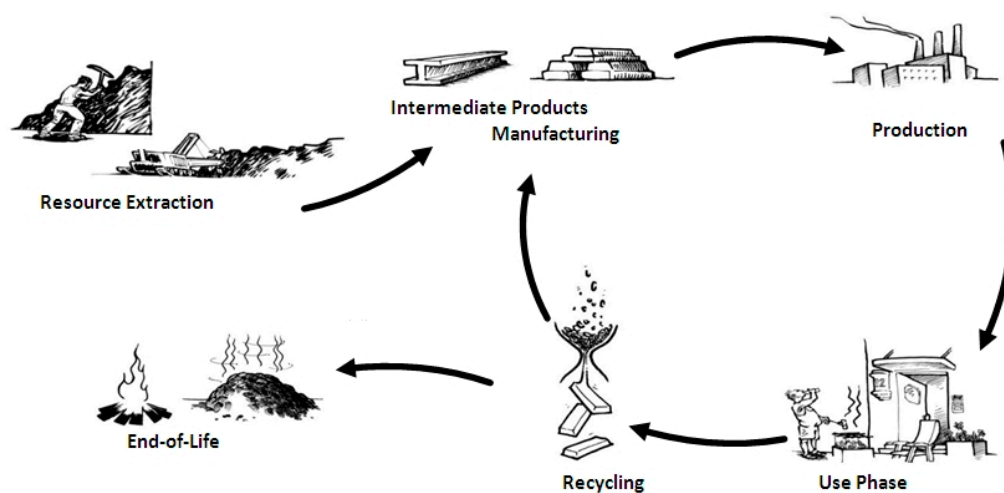 Resource Extraction
Intermediate Products
Manufacturing
Production
Use Phase
Recycling
End-of-Life